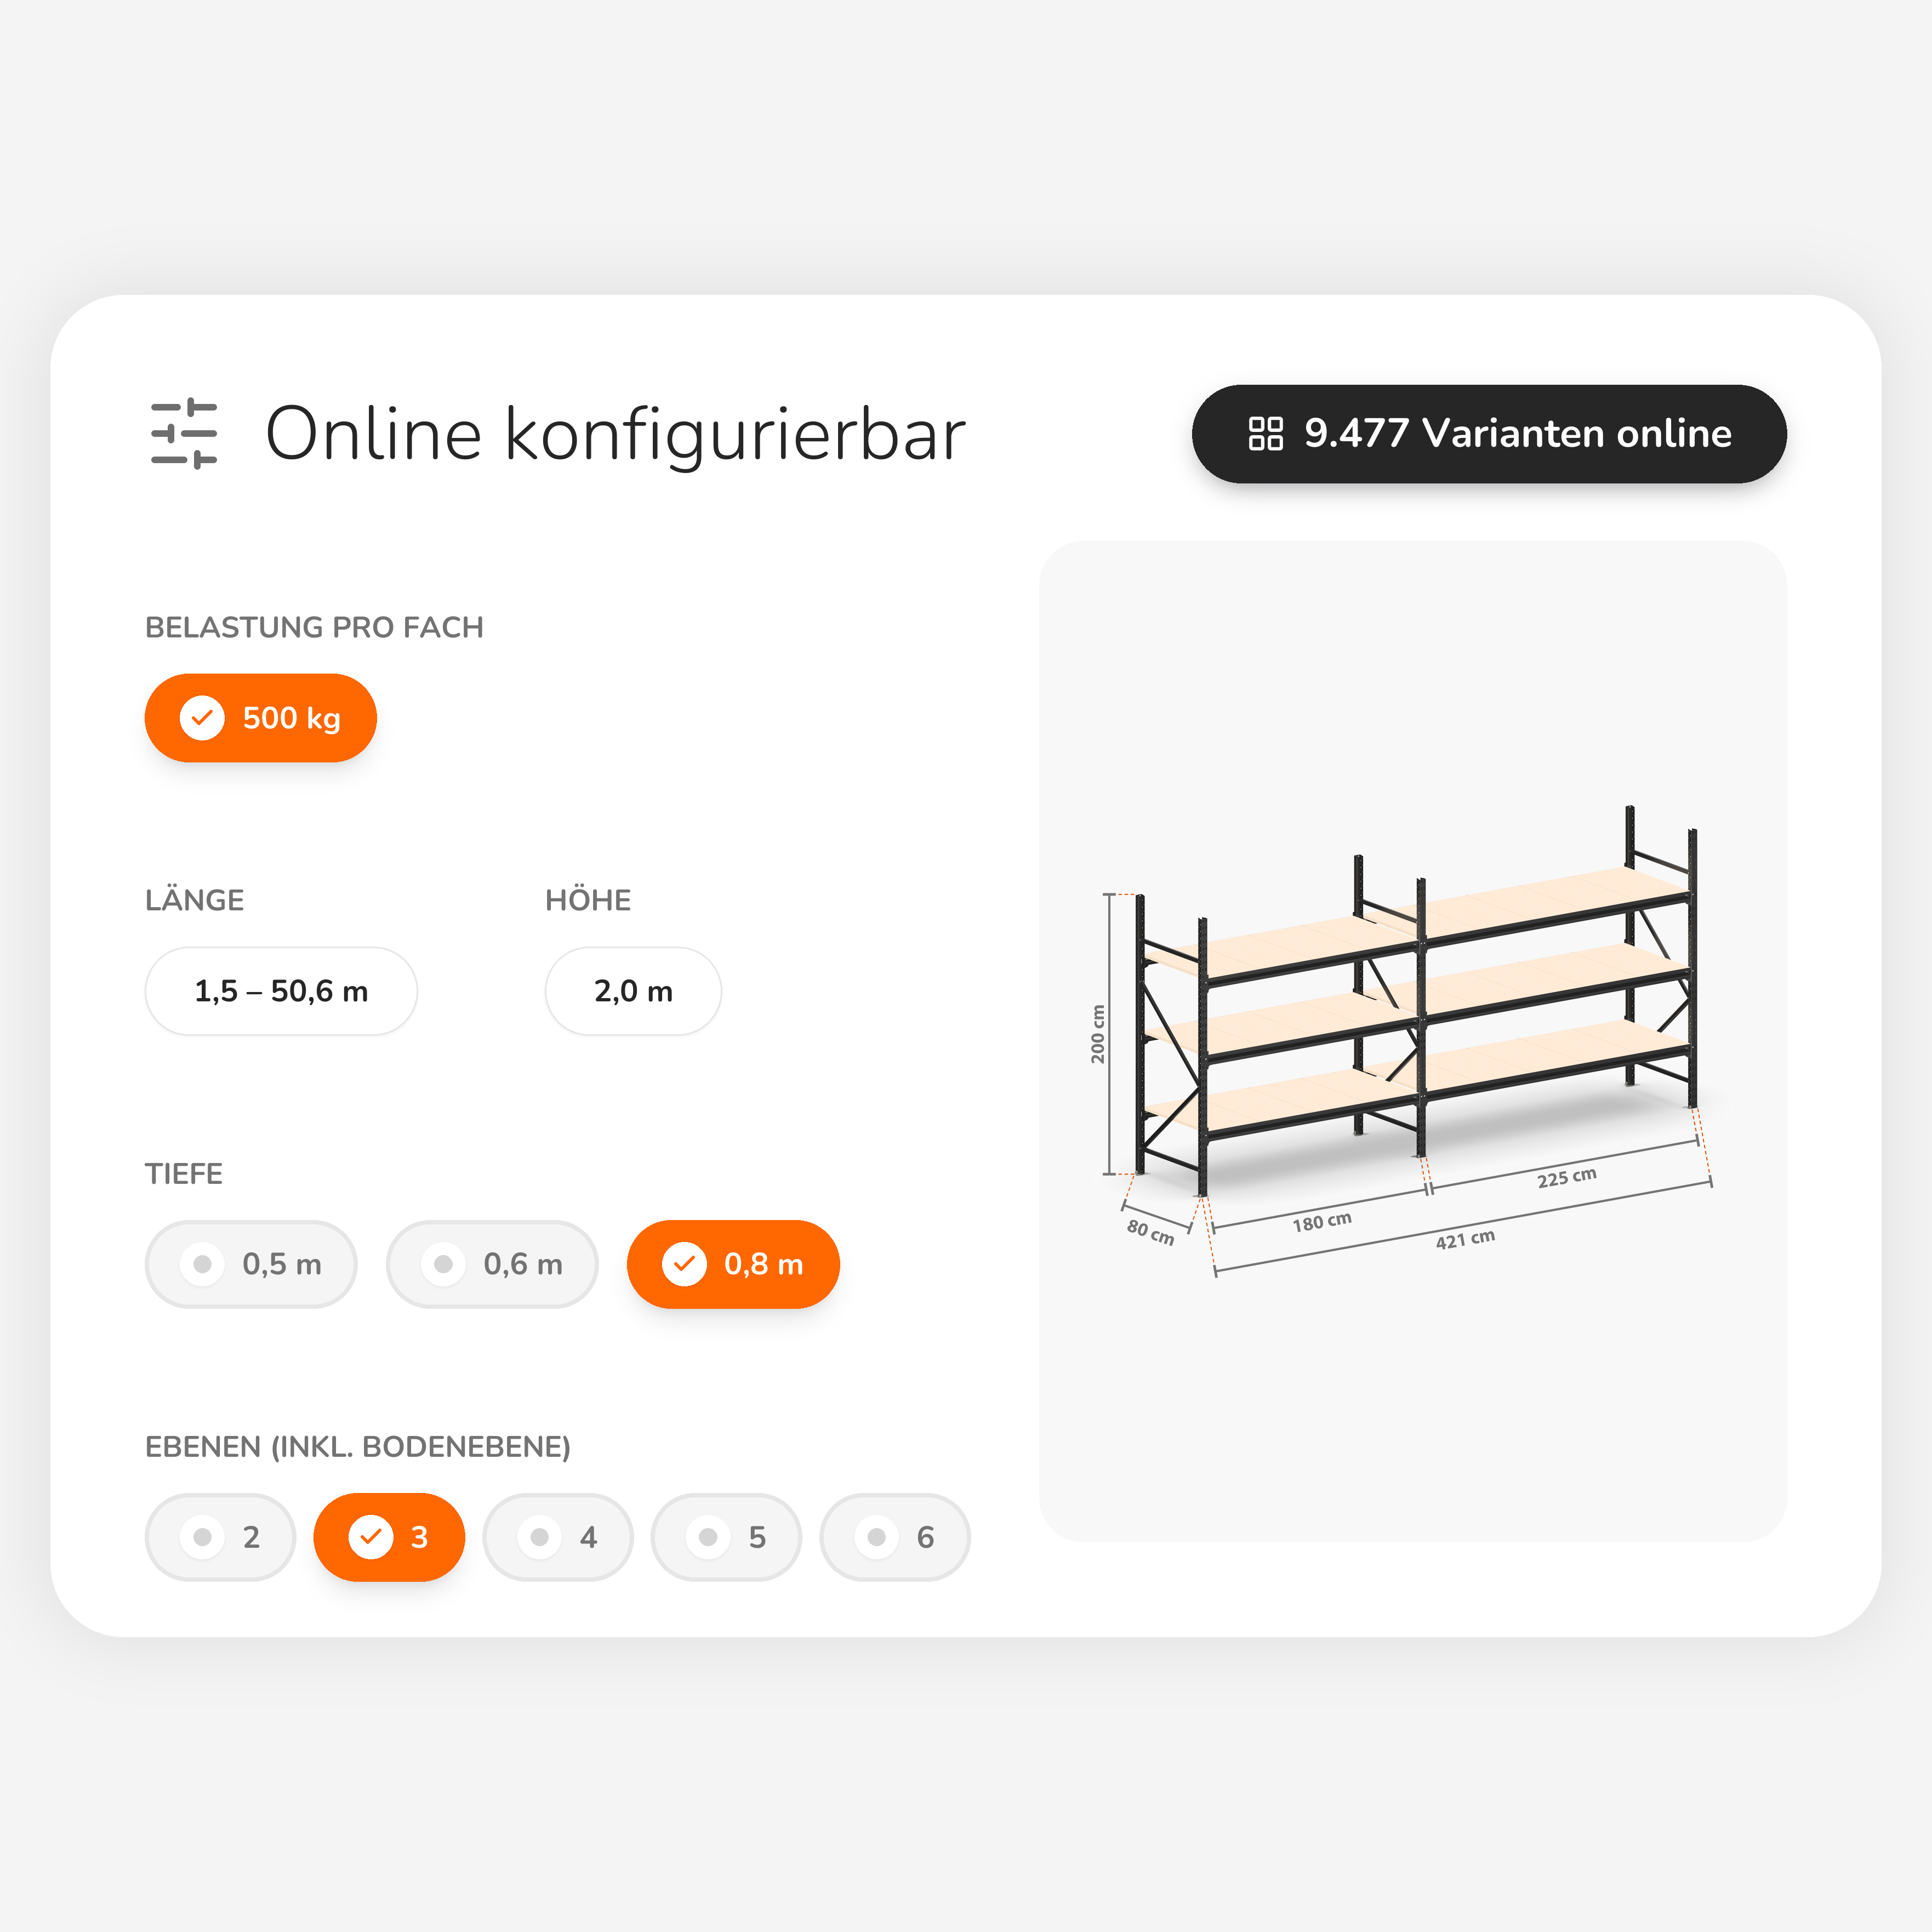 Online konfigurierbar
9.477 Varianten online
BELASTUNG PRO FACH
500 kg
LÄNGE
HÖHE
1,5 – 50,6 m
2,0 m
TIEFE
0,5 m
0,6 m
0,8 m
EBENEN (INKL. BODENEBENE)
2
3
4
5
6
200 cm
80 cm
180 cm
225 cm
421 cm